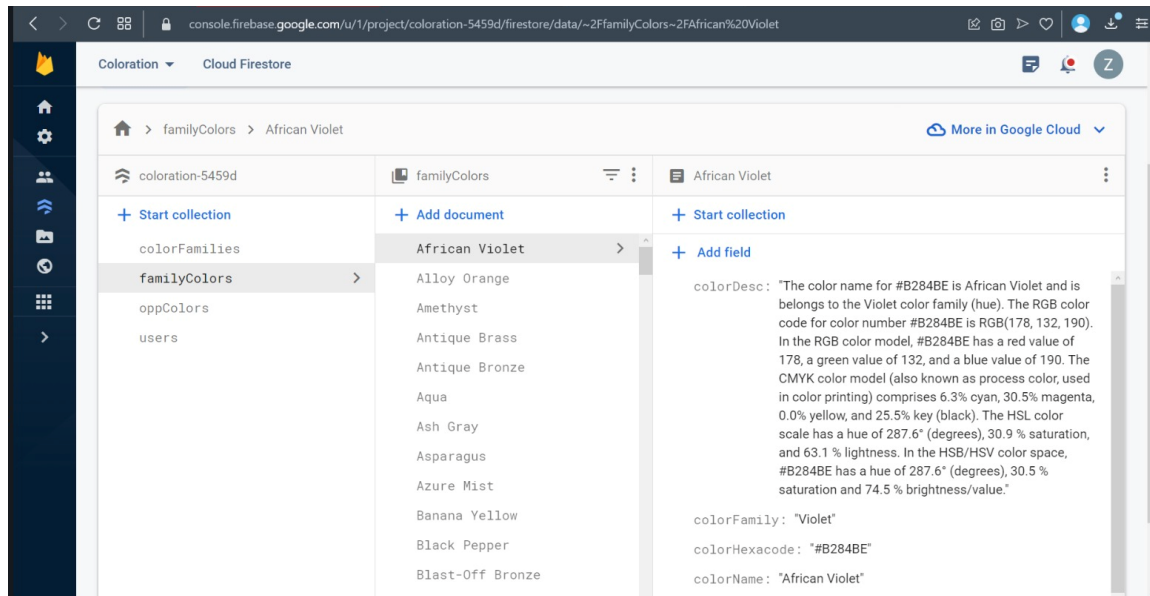 console.firebase.google.com/u/1/project/coloration-5459d/firestore/data/~2FfamilyColors~2FAfrican%20Violet
Coloration
Cloud Firestore
Z
familyColors > African Violet
More in Google Cloud
coloration-5459d
Start collection
colorFamilies
familyColors
oppColors
users
familyColors
Add document
African Violet
Alloy Orange
Amethyst
Antique Brass
Antique Bronze
Aqua
Ash Gray
Asparagus
Azure Mist
Banana Yellow
Black Pepper
Blast-Off Bronze
African Violet
Start collection
Add field
colorDesc: "The color name for #B284BE is African Violet and is
belongs to the Violet color family (hue). The RGB color
code for color number #B284BE is RGB(178, 132, 190).
In the RGB color model, #B284BE has a red value of
178, a green value of 132, and a blue value of 190. The
CMYK color model (also known as process color, used
in color printing) comprises 6.3% cyan, 30.5% magenta,
0.0% yellow, and 25.5% key (black). The HSL color
scale has a hue of 287.6° (degrees), 30.9 % saturation,
and 63.1 % lightness. In the HSB/HSV color space,
#B284BE has a hue of 287.6° (degrees), 30.5 %
saturation and 74.5 % brightness/value."
colorFamily: "Violet"
colorHexacode: "#B284BE"
colorName: "African Violet"